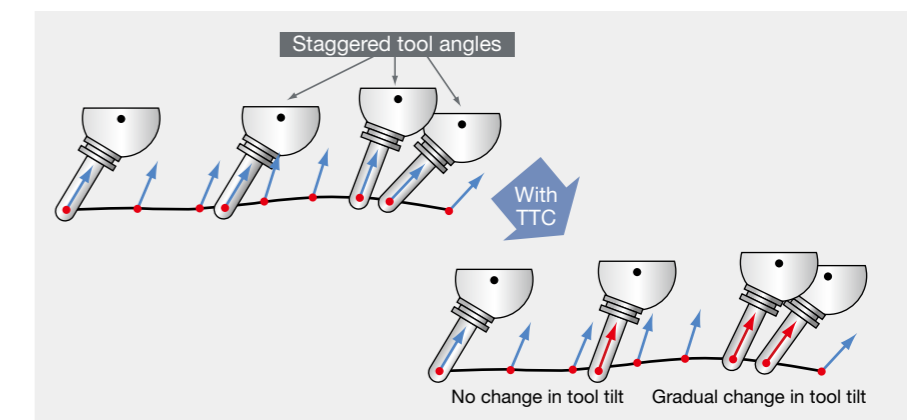 Staggered tool angles
With
TTC
No change in tool tilt
Gradual change in tool tilt